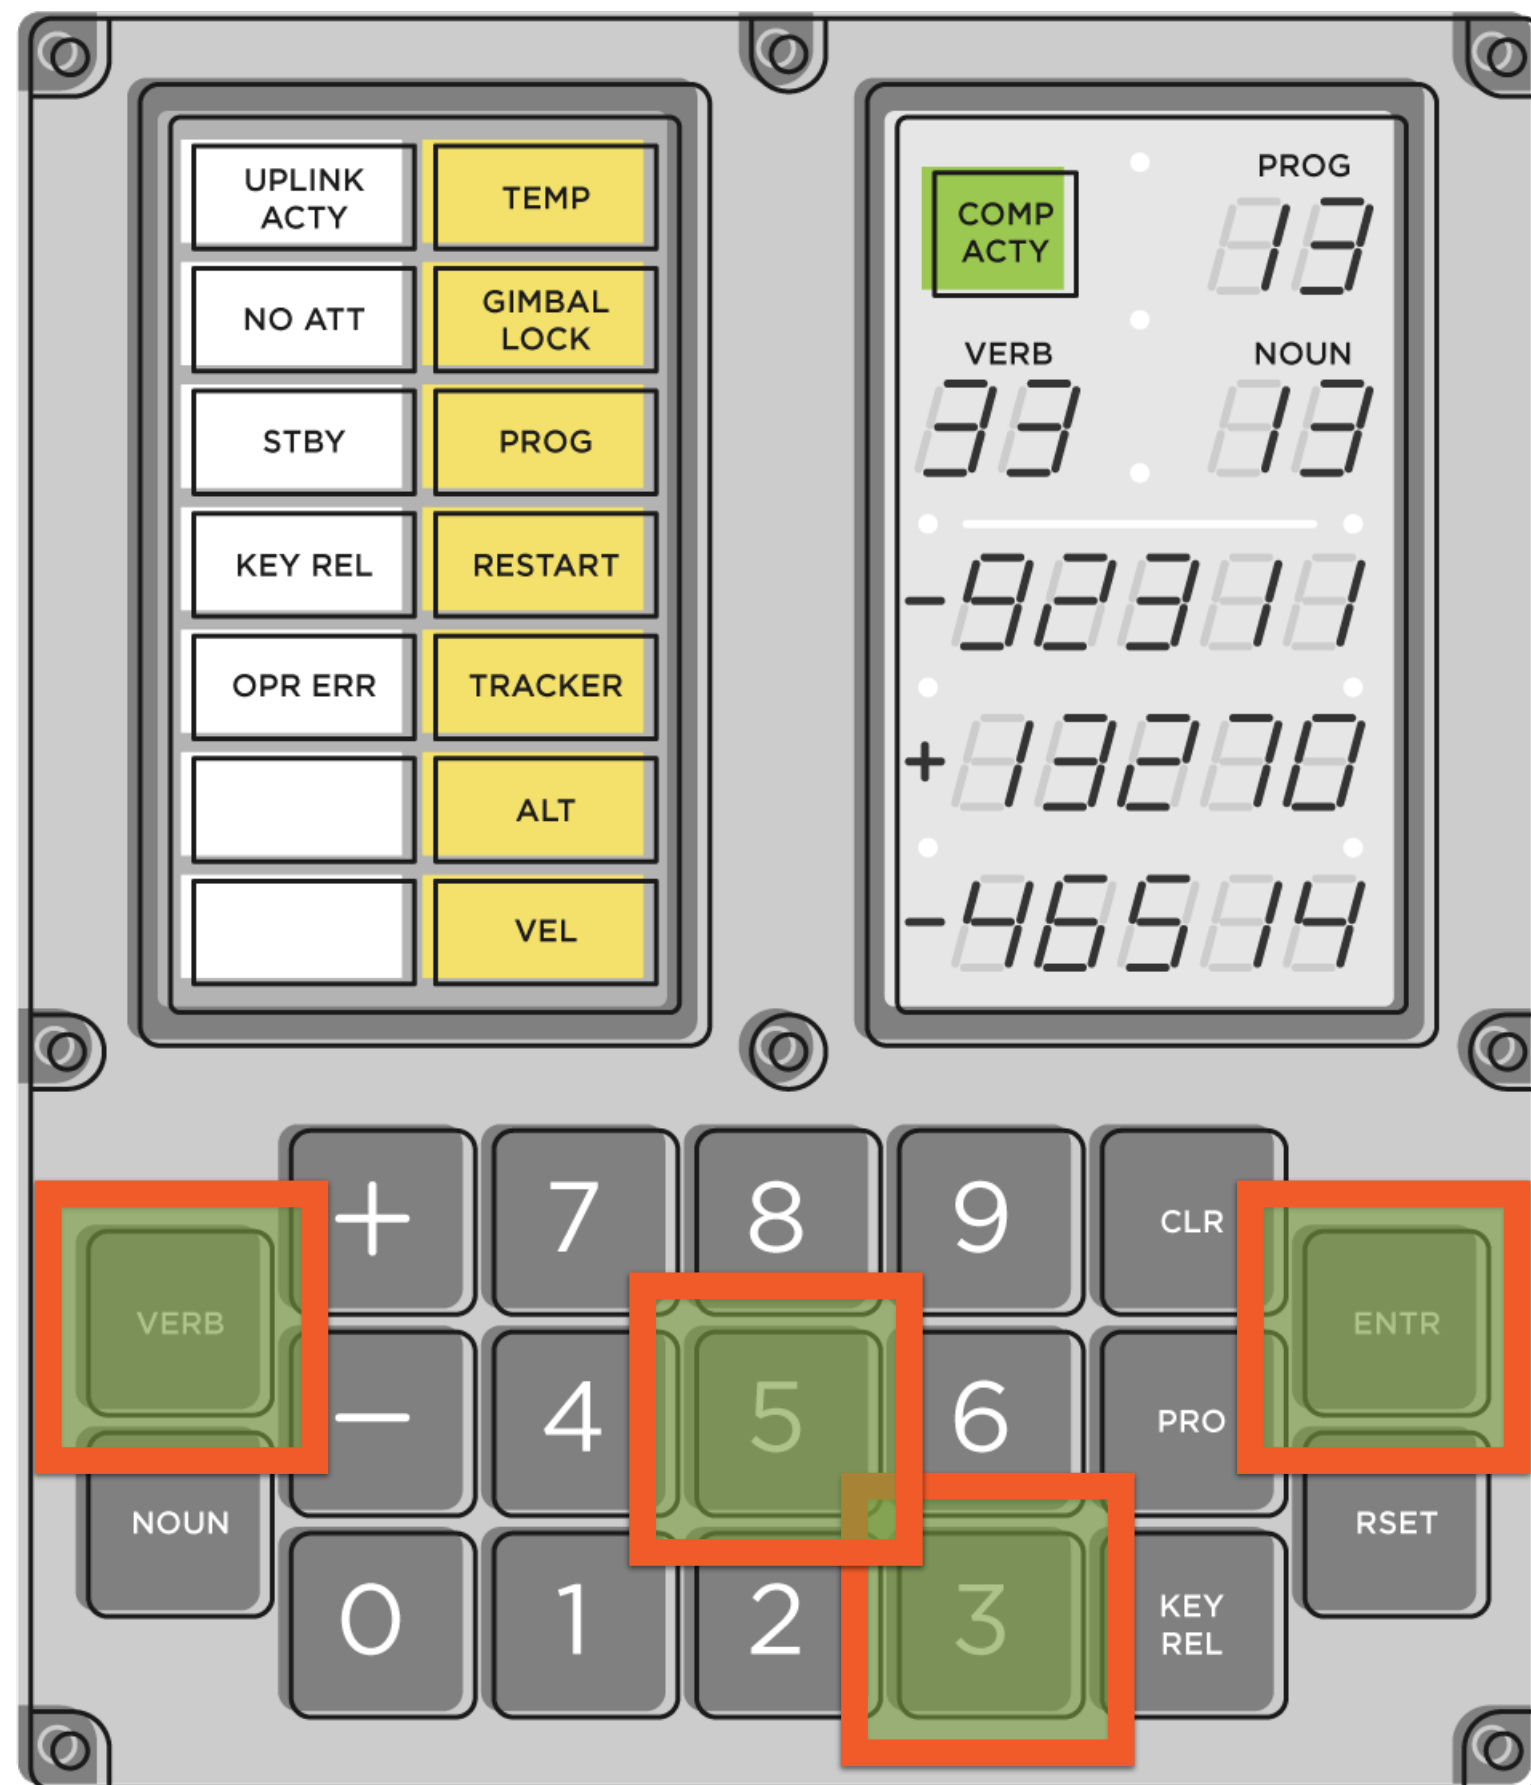 UPLINK
ACTY
TEMP
NO ATT
GIMBAL
LOCK
STBY
PROG
KEY REL
RESTART
OPR ERR
TRACKER
ALT
VEL
COMP
ACTY
PROG
13
VERB
NOUN
33
13
-92311
+13270
-46514
+
7
8
9
CLR
VERB
ENTR
−
4
5
6
PRO
NOUN
RSET
0
1
2
3
KEY
REL